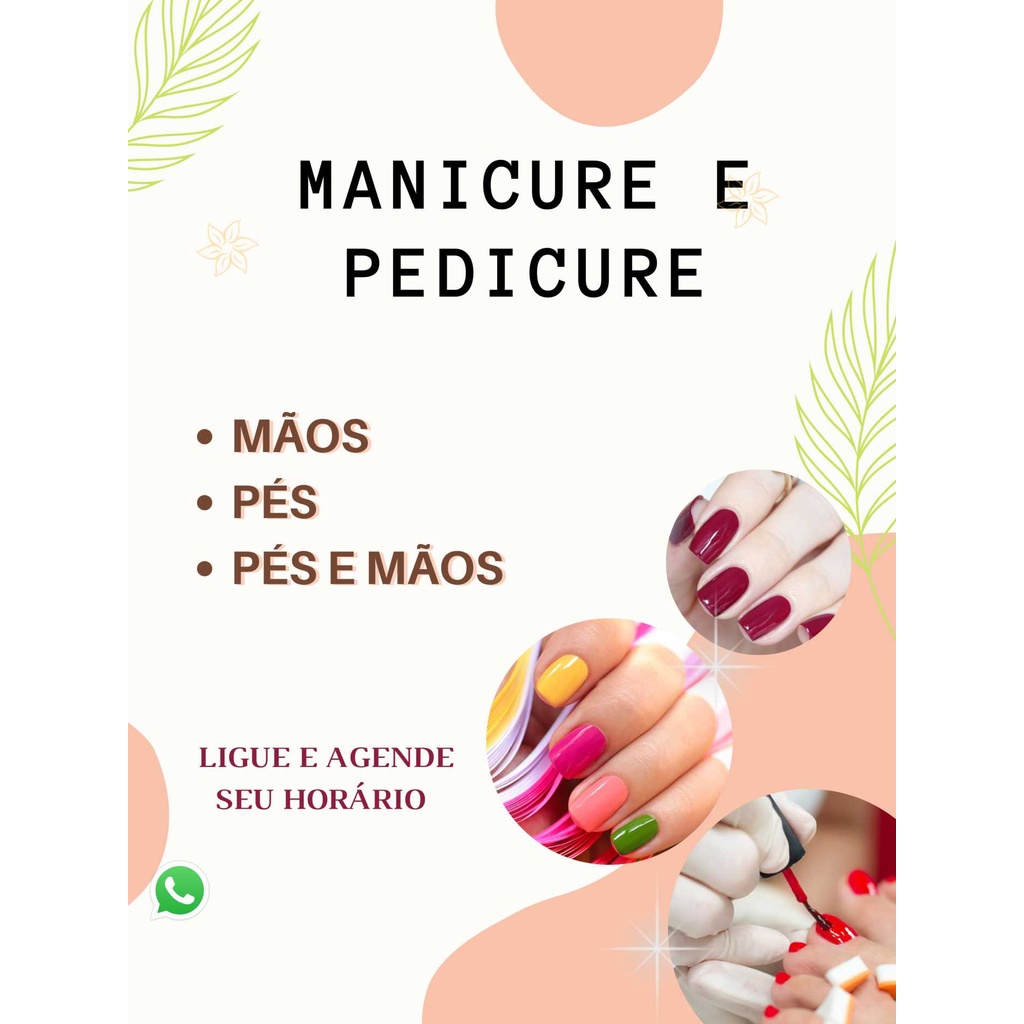 MANICURE E
PEDICURE
• MÃOS
• PÉS
• PÉS E MÃOS
LIGUE E AGENDE
SEU HORÁRIO